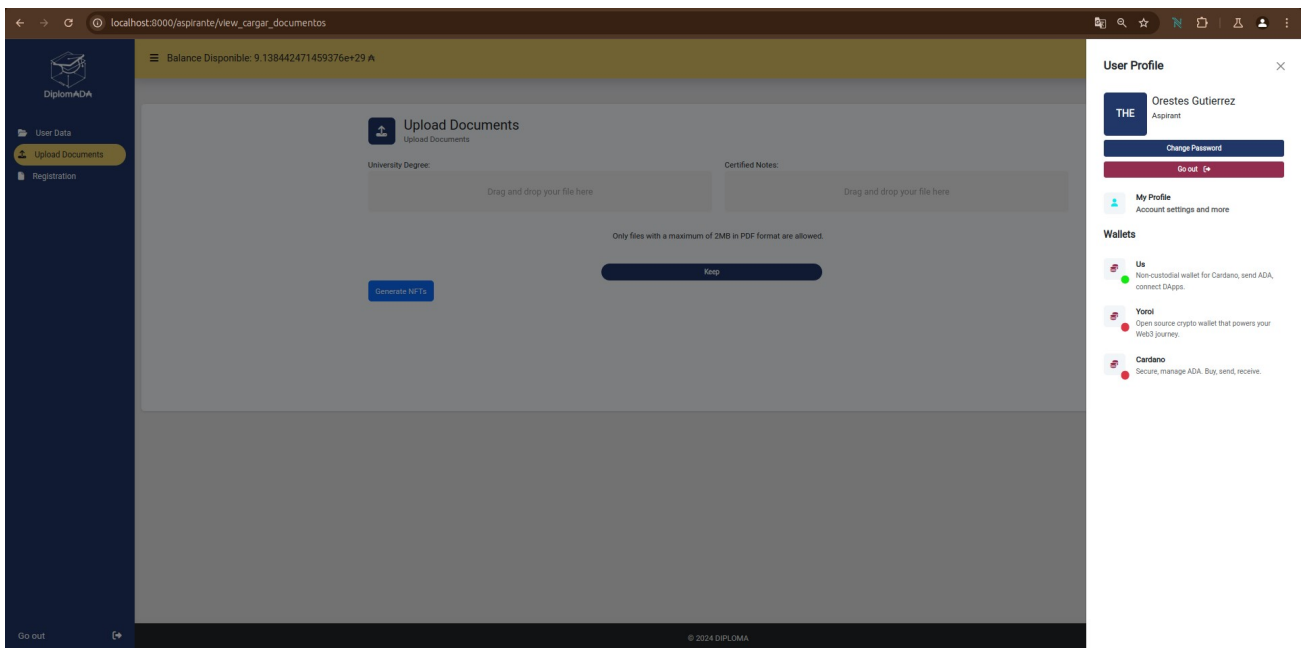 localhost:8000/aspirante/view_cargar_documentos
DiplomADA
User Data
Upload Documents
Registration
Go out
Balance Disponible: 9.138442471459376e+29 ₳
Upload Documents
Upload Documents
University Degree:
Drag and drop your file here
Certified Notes:
Drag and drop your file here
Only files with a maximum of 2MB in PDF format are allowed.
Keep
Generate NFTs
© 2024 DIPLOMA
User Profile
THE
Orestes Gutierrez
Aspirant
Change Password
Go out
My Profile
Account settings and more
Wallets
Us
Non-custodial wallet for Cardano, send ADA,
connect DApps.
Yoroi
Open source crypto wallet that powers your
Web3 journey.
Cardano
Secure, manage ADA. Buy, send, receive.